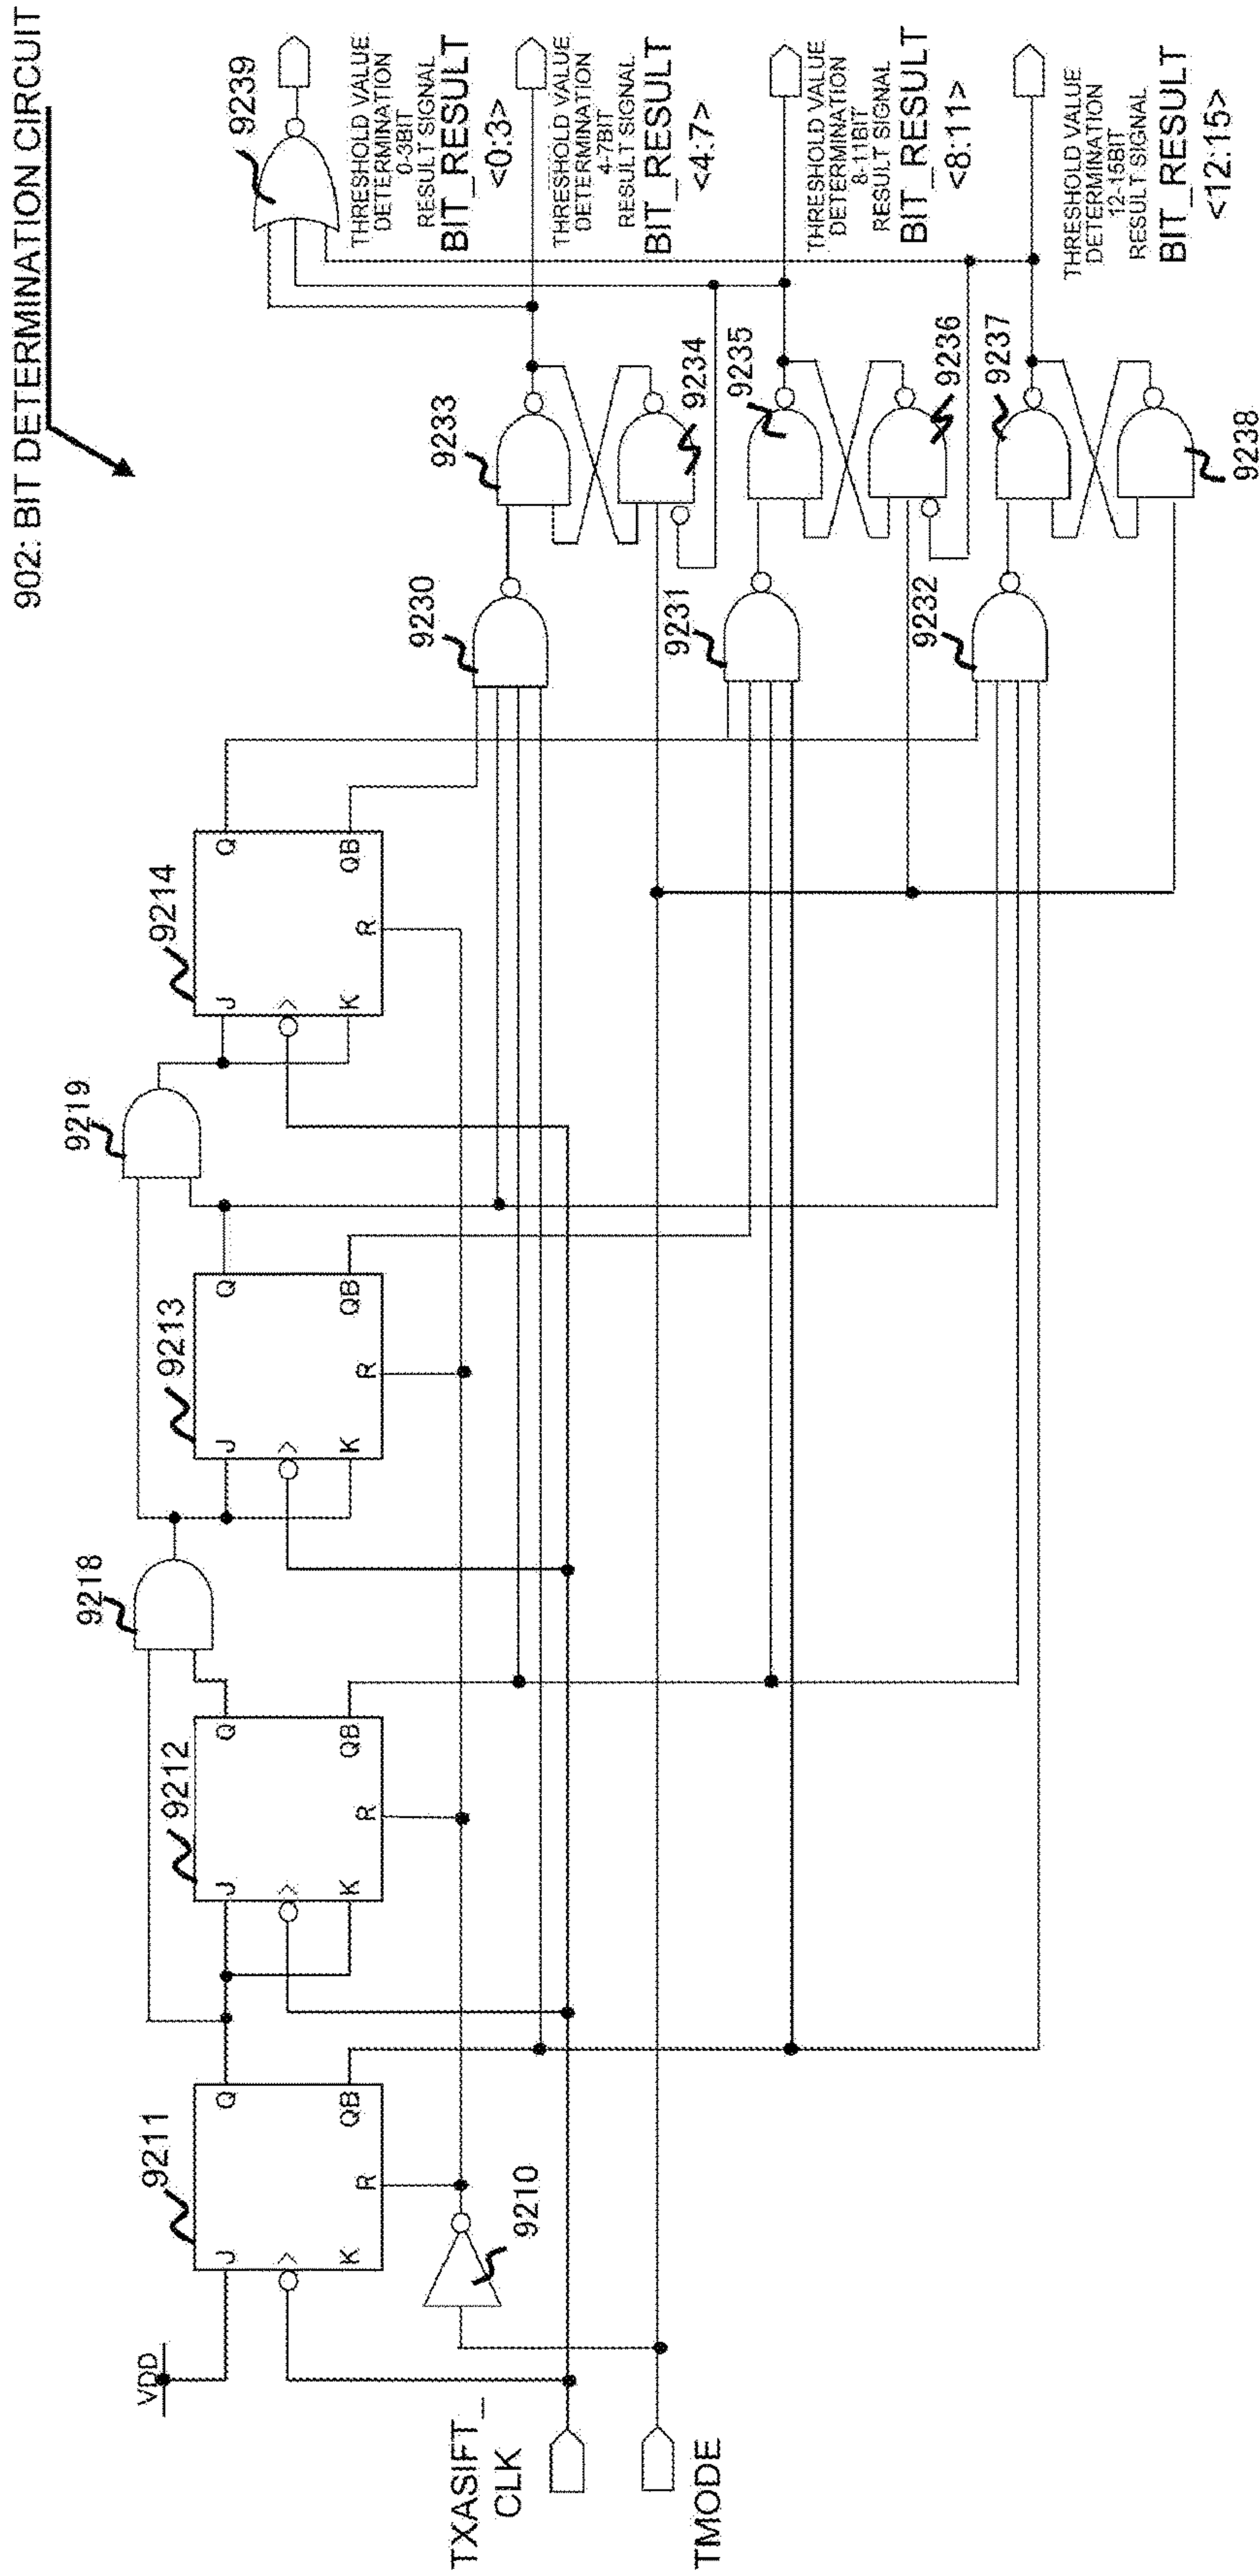 902: BIT DETERMINATION CIRCUIT
VDD
TXASIFT_
CLK
TMODE
9210
9211
J
K
Q
QB
R
9212
J
K
Q
QB
R
9218
9213
J
K
Q
QB
R
9219
9214
J
K
Q
QB
R
9230
9231
9232
9233
9234
9235
9236
9237
9238
9239
THRESHOLD VALUE
DETERMINATION
0-3BIT
RESULT SIGNAL
BIT_RESULT
<0:3>
THRESHOLD VALUE
DETERMINATION
4-7BIT
RESULT SIGNAL
BIT_RESULT
<4:7>
THRESHOLD VALUE
DETERMINATION
8-11BIT
RESULT SIGNAL
BIT_RESULT
<8:11>
THRESHOLD VALUE
DETERMINATION
12-15BIT
RESULT SIGNAL
BIT_RESULT
<12:15>